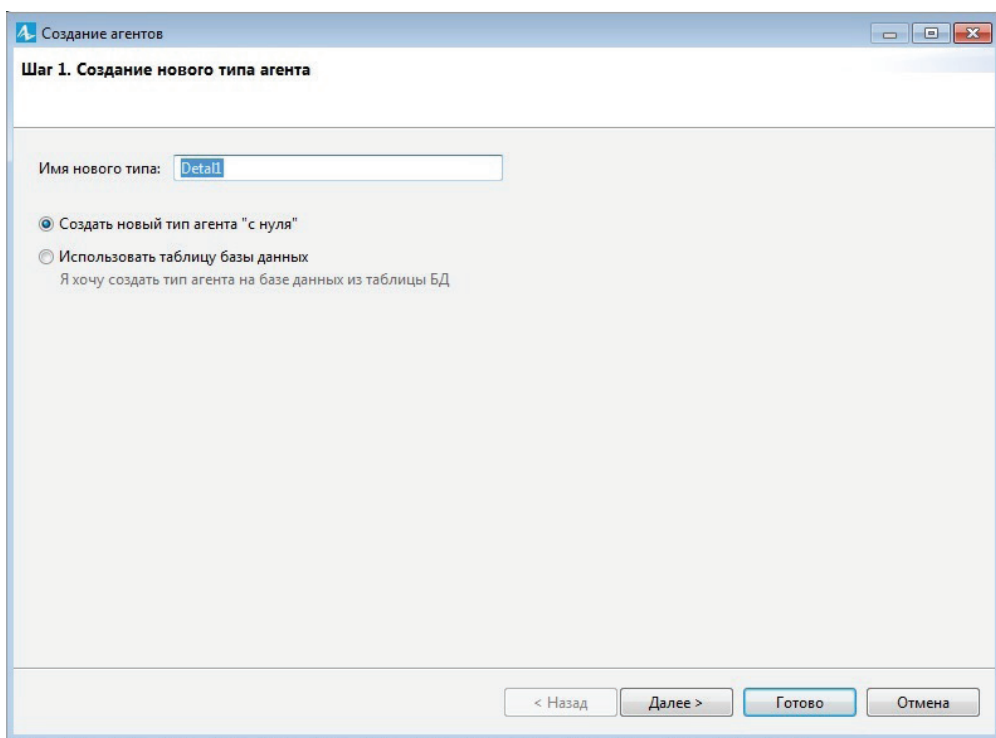 Создание агентов
Шаг 1. Создание нового типа агента
Имя нового типа: Detal1
Создать новый тип агента "с нуля"
Использовать таблицу базы данных
Я хочу создать тип агента на базе данных из таблицы БД
< Назад Далее > Готово Отмена